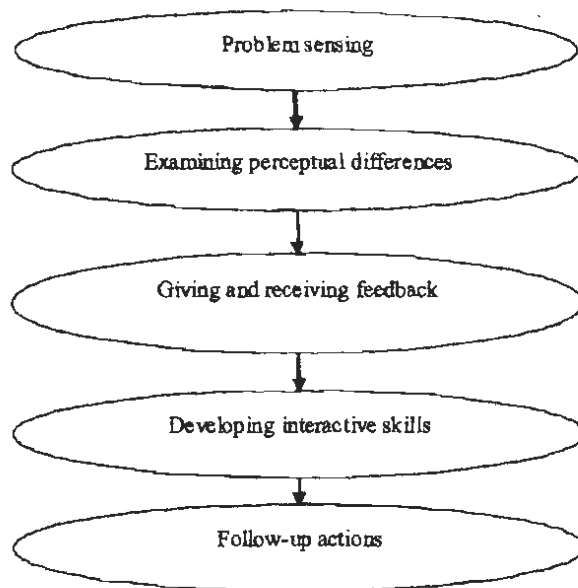 Problem sensing
Examining perceptual differences
Giving and receiving feedback
Developing interactive skills
Follow-up actions